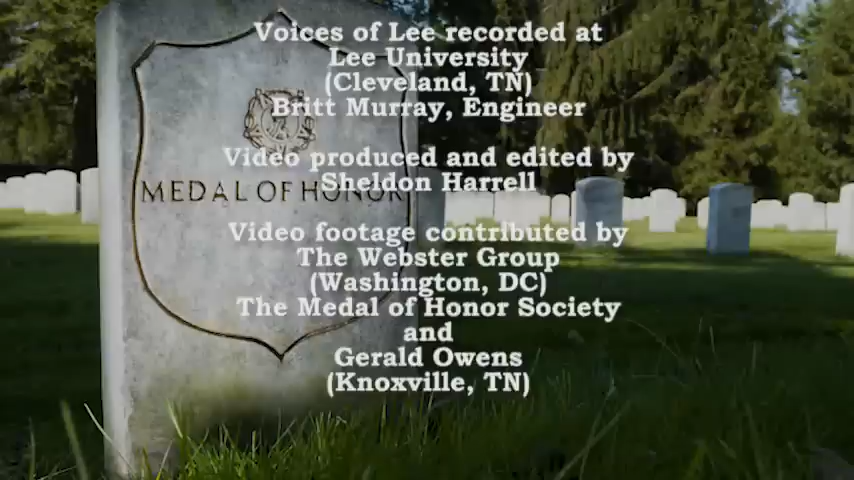 Voices of Lee recorded at
Lee University
(Cleveland, TN)
Britt Murray, Engineer
Video produced and edited by
Sheldon Harrell
MEDAL OF HONOR
Video footage contributed by
The Webster Group
(Washington, DC)
The Medal of Honor Society
and
Gerald Owens
(Knoxville, TN)